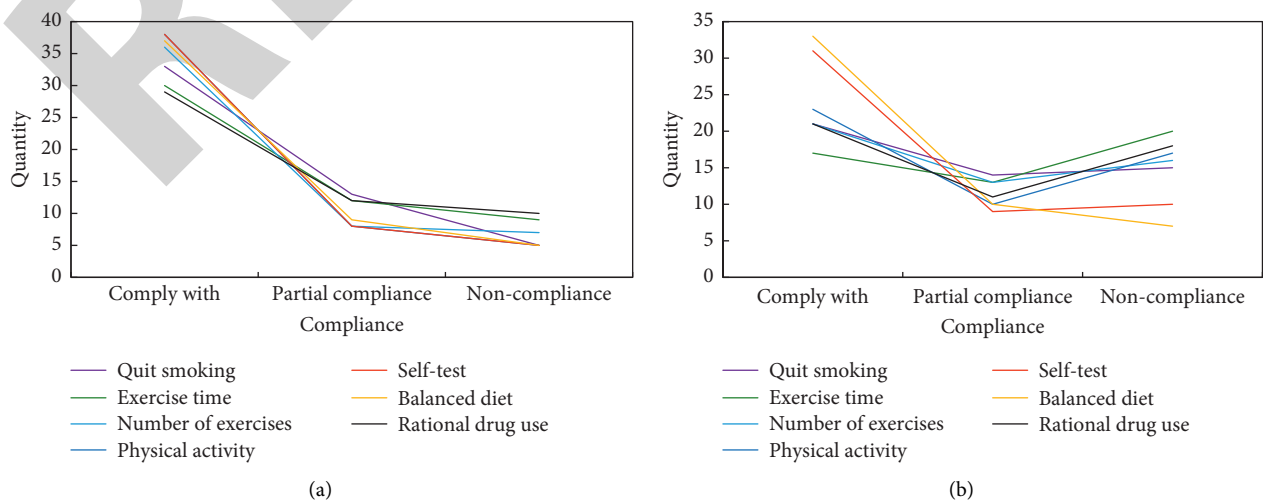 40
35
30
25
20
15
10
5
0
Quantity
Comply with Partial compliance Non-compliance
Compliance
Quit smoking
Exercise time
Number of exercises
Physical activity
Self-test
Balanced diet
Rational drug use
(a)
35
30
25
20
15
10
5
0
Quantity
Comply with Partial compliance Non-compliance
Compliance
Quit smoking
Exercise time
Number of exercises
Physical activity
Self-test
Balanced diet
Rational drug use
(b)